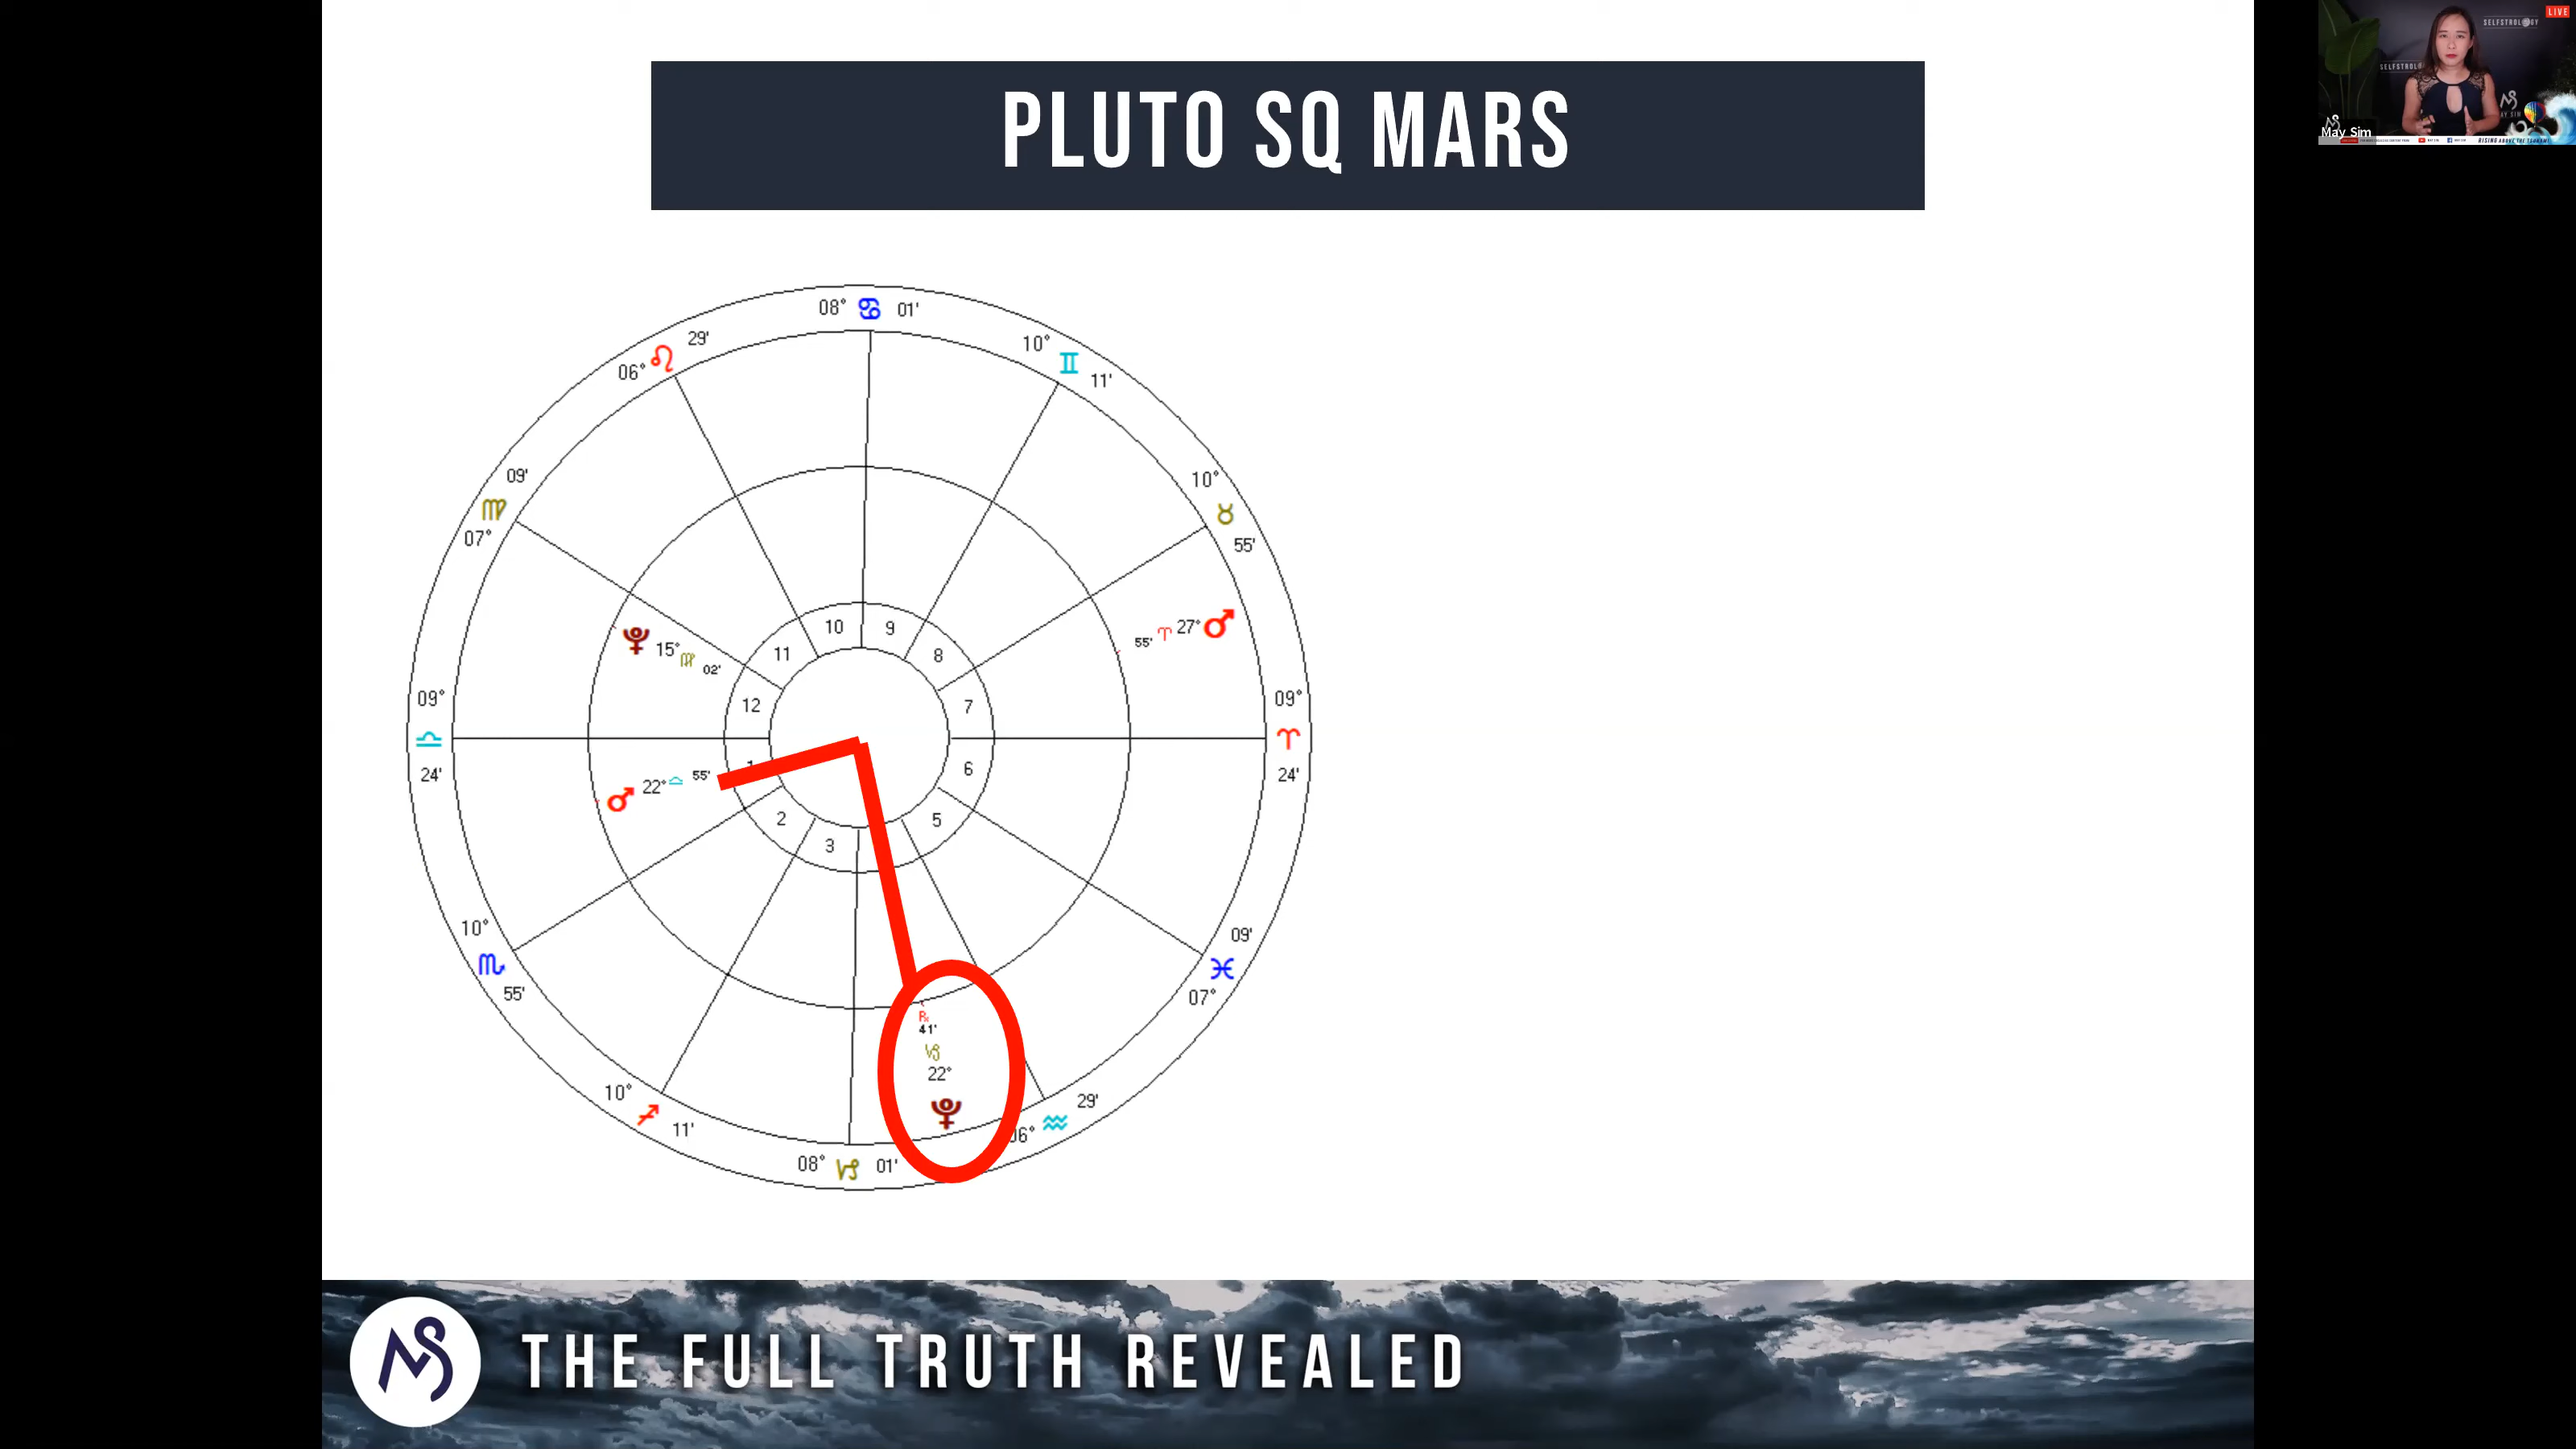 PLUTO SQ MARS
LIVE
SELFSTROLOGY
May Sim
08° ♋ 01'
06° ♌ 29'
10° ♊ 11'
09' ♍ 07°
10° ♉ 55'
♇ 15° ♍ 02'
55' ♈ 27° ♂
10 9
11 8
12 7
09° ♎ 24'
09° ♈ 24'
♂ 22° ♎ 55'
6
2 5
3
10° ♏ 55'
09' ♓ 07°
℞
41'
♑
22°
♇
10° ♐ 11'
08° ♑ 01'
06° ♒ 29'
MS THE FULL TRUTH REVEALED